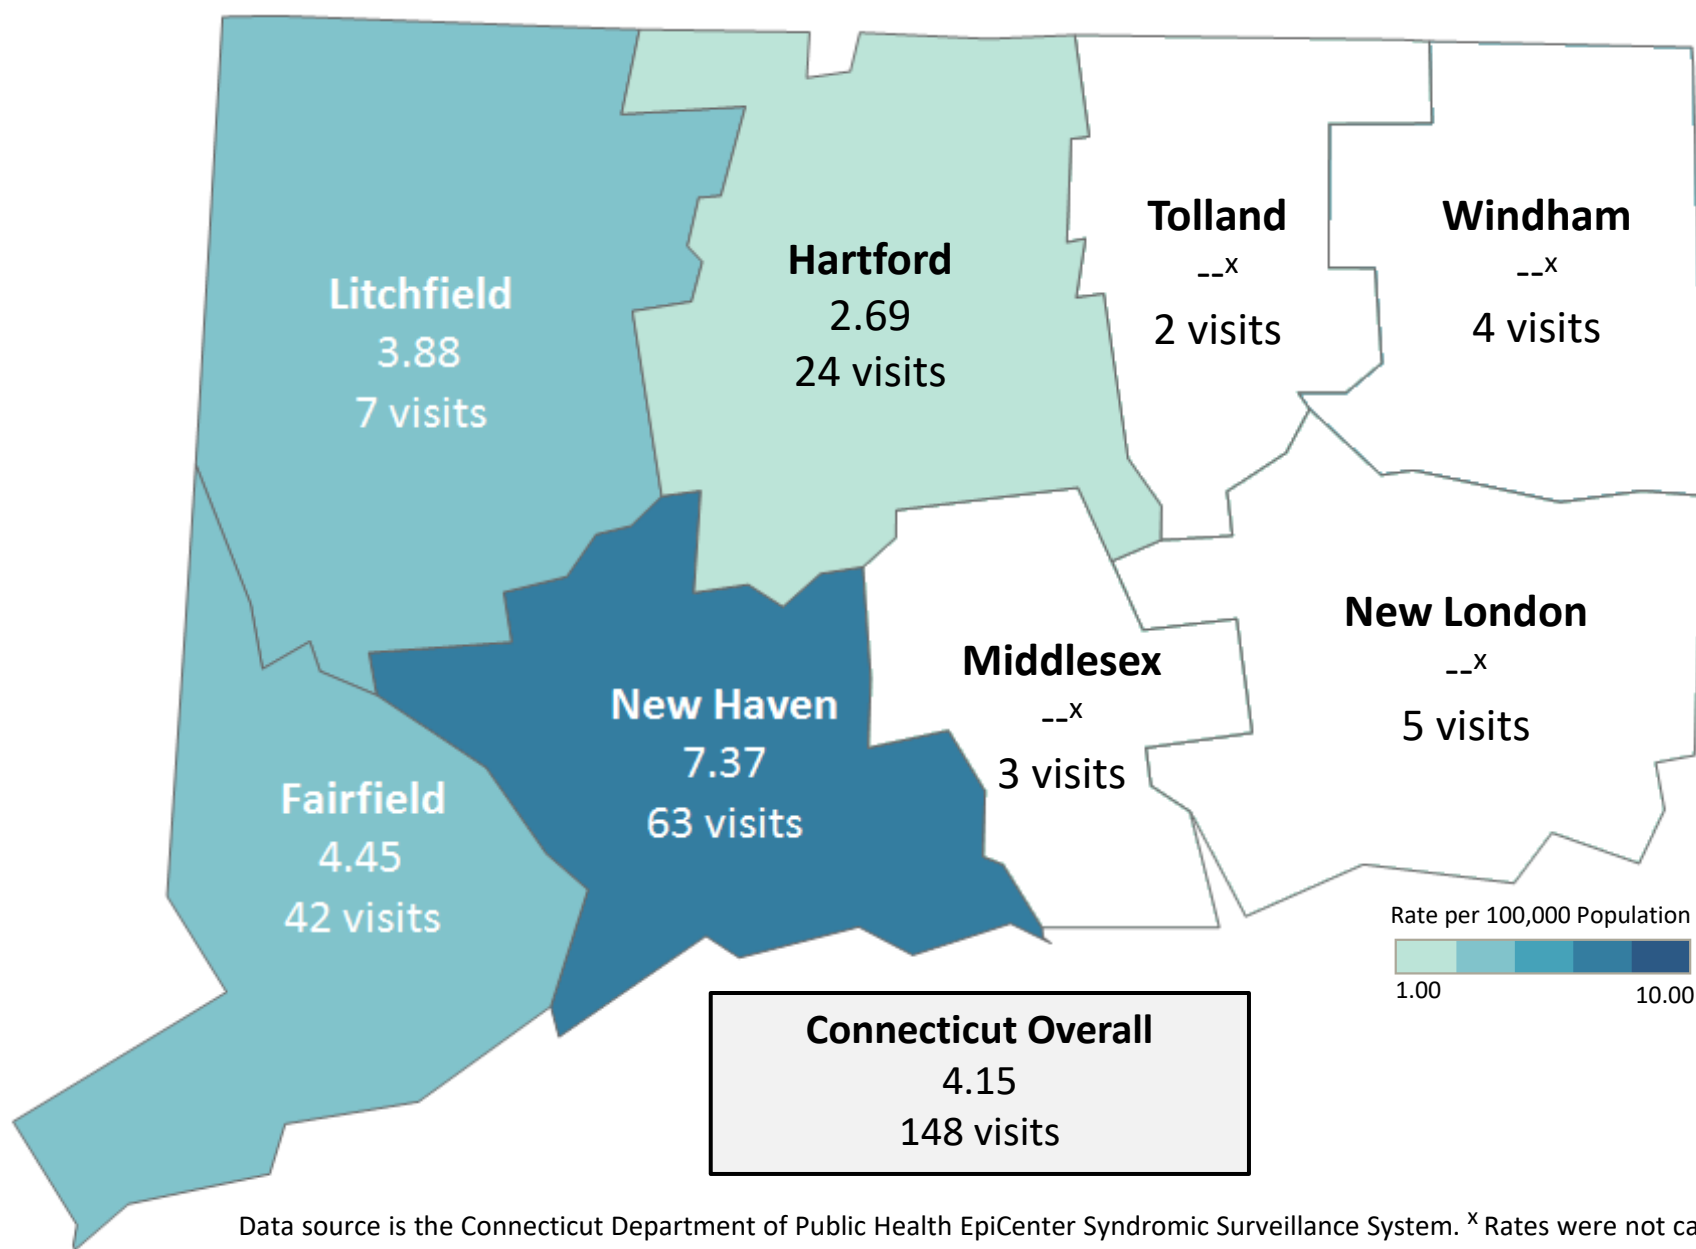 Litchfield
3.88
7 visits
Hartford
2.69
24 visits
Tolland
--ˣ
2 visits
Windham
--ˣ
4 visits
Fairfield
4.45
42 visits
New Haven
7.37
63 visits
Middlesex
--ˣ
3 visits
New London
--ˣ
5 visits
Rate per 100,000 Population
1.00 10.00
Connecticut Overall
4.15
148 visits
Data source is the Connecticut Department of Public Health EpiCenter Syndromic Surveillance System. ˣ Rates were not ca